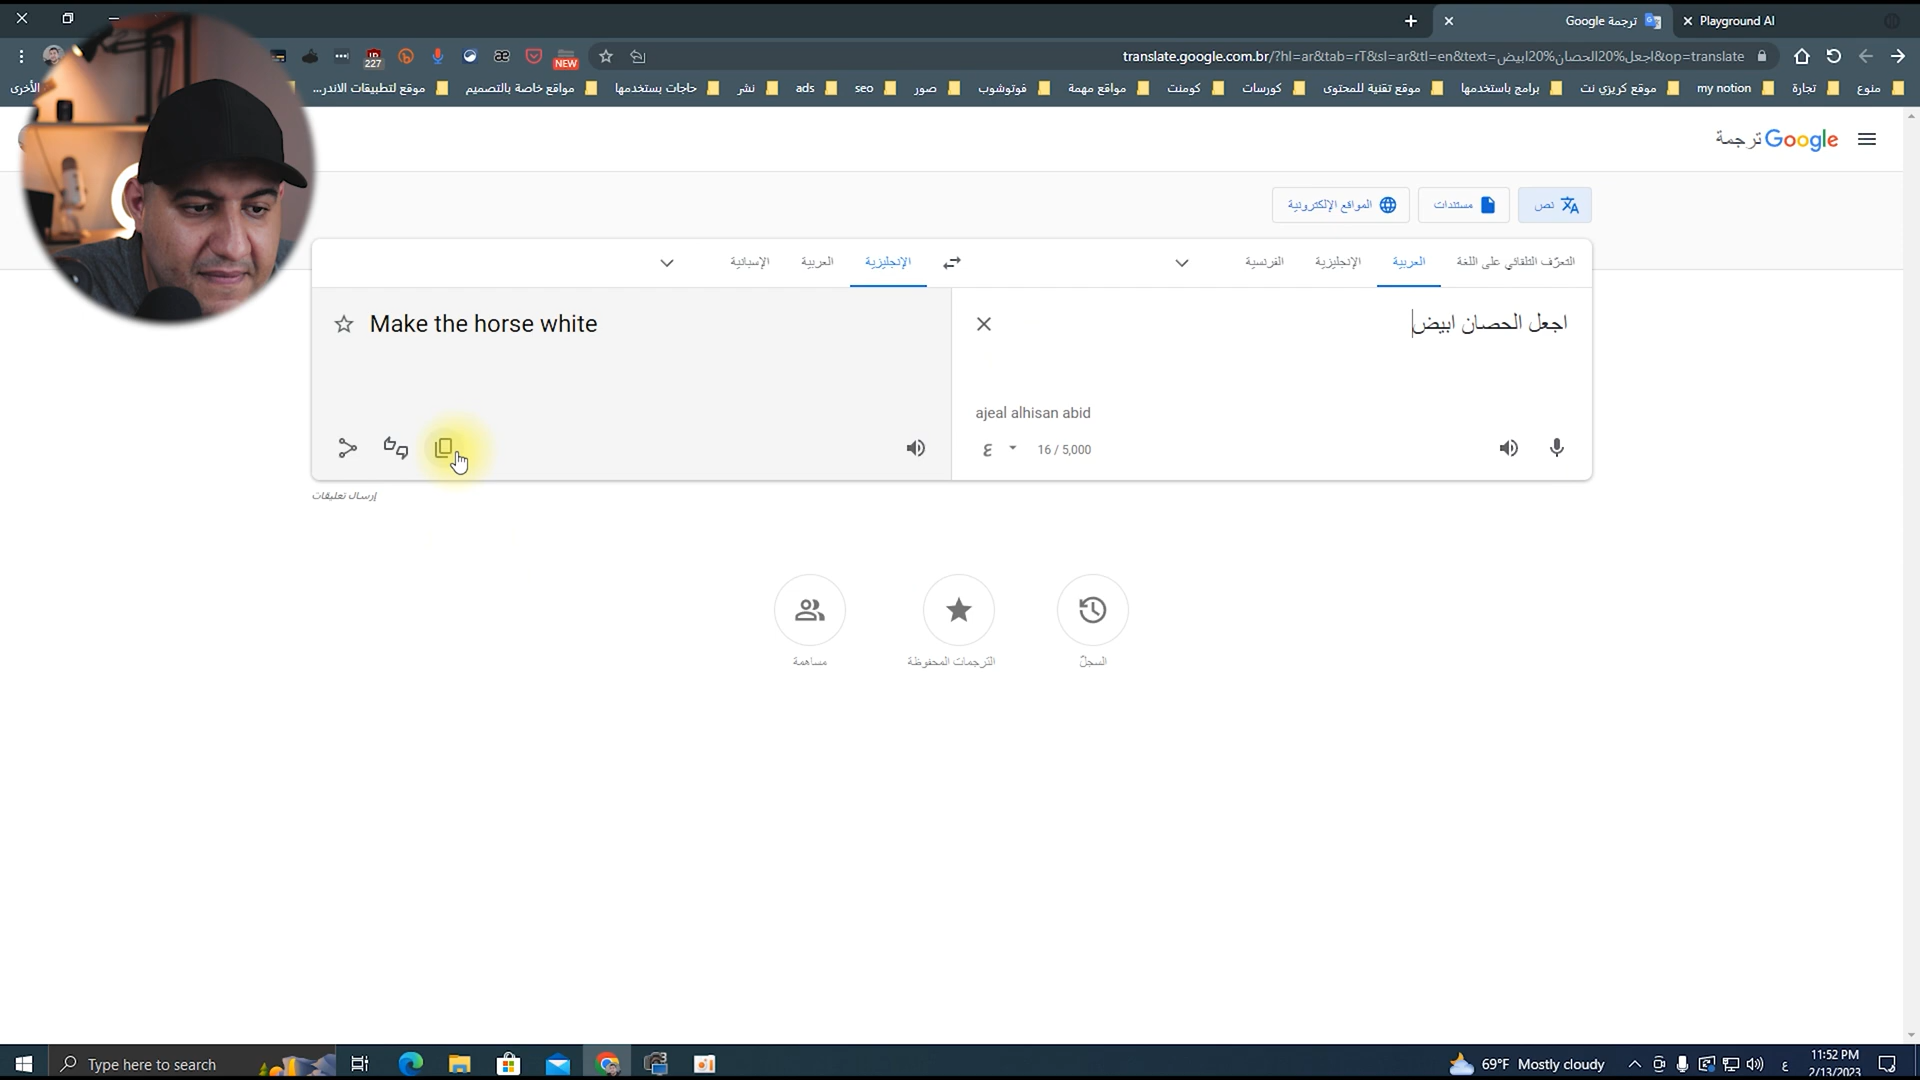 Playground AI
Google ترجمة
translate.google.com.br/?hl=ar&tab=rT&sl=ar&tl=en&text=اجعل%20الحصان%20ابيض&op=translate
NEW
227
منوع
تجارة
my notion
موقع كريزي نت
برامج باستخدمها
موقع تقنية للمحتوى
كورسات
كومنت
مواقع مهمة
فوتوشوب
صور
seo
ads
نشر
حاجات بستخدمها
مواقع خاصة بالتصميم
موقع لتطبيقات الاندر...
الأخرى
Google ترجمة
نص
مستندات
المواقع الإلكترونية
التعرّف التلقائي على اللغة
العربية
الإنجليزية
الفرنسية
الإنجليزية
العربية
الإسبانية
اجعل الحصان ابيض
Make the horse white
ajeal alhisan abid
16 / 5,000
ع
إرسال تعليقات
السجلّ
الترجمات المحفوظة
مساهمة
Type here to search
69°F Mostly cloudy
ع
11:52 PM
2/13/2023